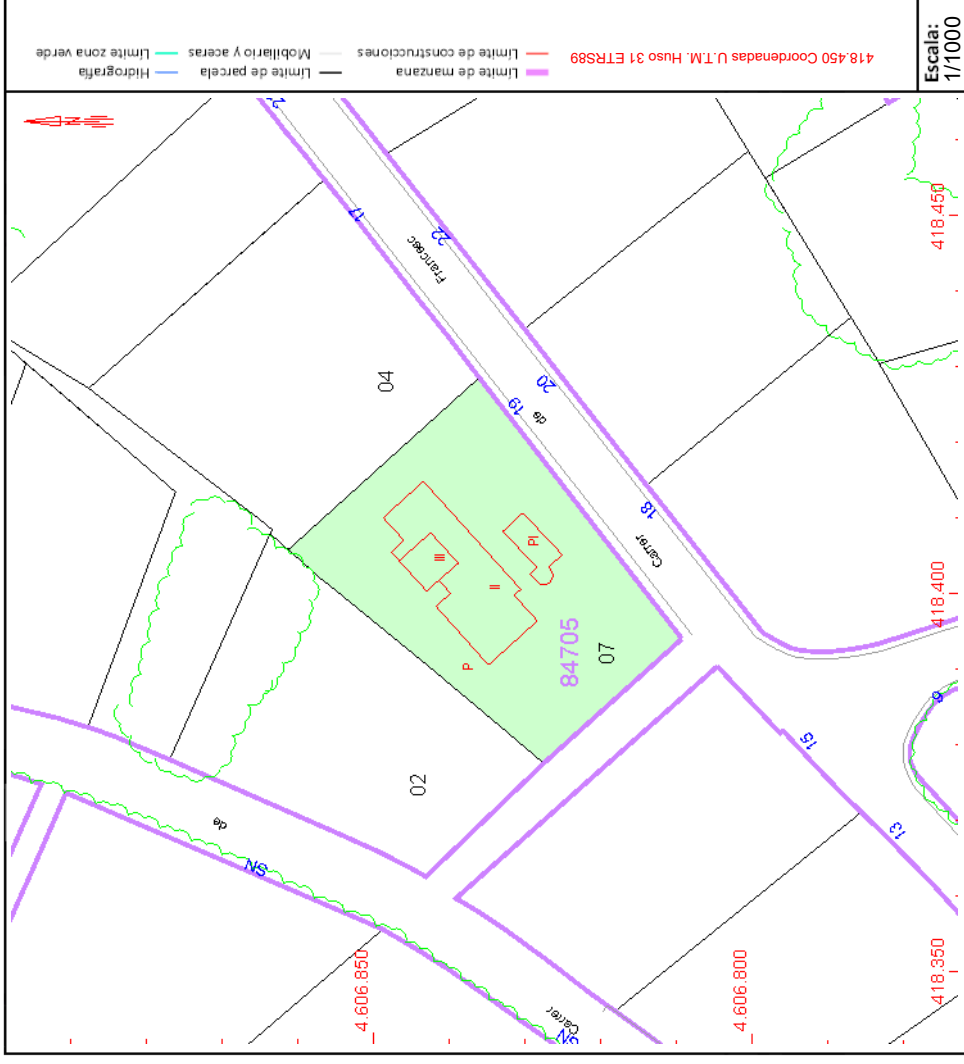 Límite de manzana
Límite de construcciones
Límite de parcela
Mobiliario y aceras
Hidrografía
Límite zona verde
418.450 Coordenadas U.T.M. Huso 31 ETRS89
Escala:
1/1000
N
17
22
Francesc
04
20
19
de
18
Carrer
III
II
PI
P
84705
07
02
15
13
6
de
SN
Carrer
SN
4.606.850
4.606.800
418.450
418.400
418.350